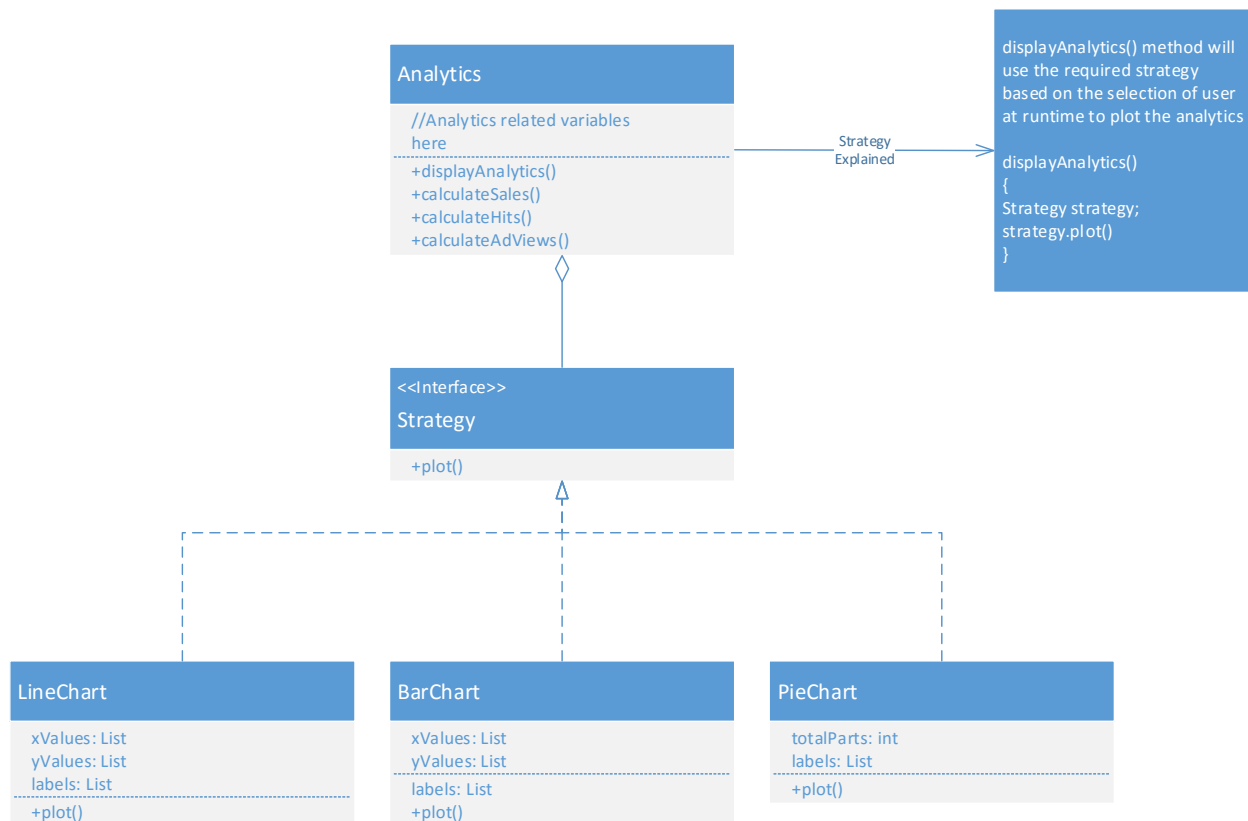 Analytics
//Analytics related variables
here
+displayAnalytics()
+calculateSales()
+calculateHits()
+calculateAdViews()
Strategy
Explained
displayAnalytics() method will
use the required strategy
based on the selection of user
at runtime to plot the analytics
displayAnalytics()
{
Strategy strategy;
strategy.plot()
}
<<Interface>>
Strategy
+plot()
LineChart
xValues: List
yValues: List
labels: List
+plot()
BarChart
xValues: List
yValues: List
labels: List
+plot()
PieChart
totalParts: int
labels: List
+plot()